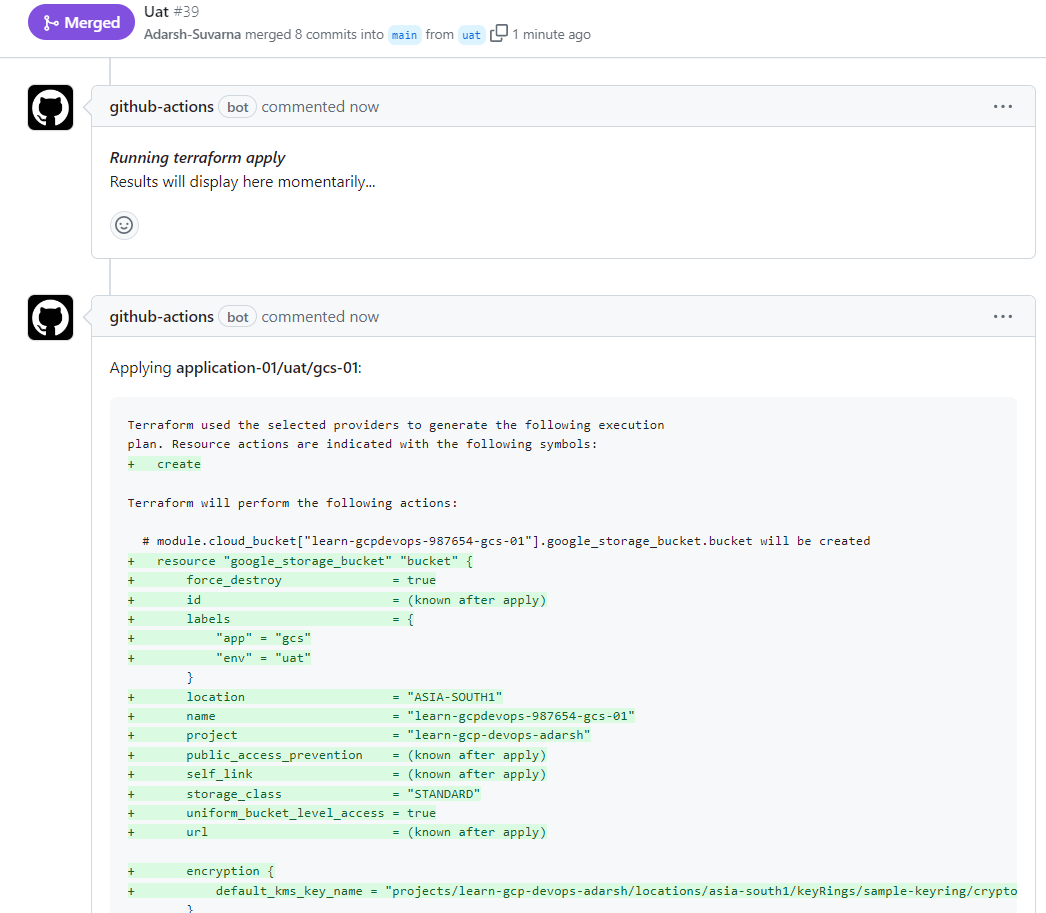 Merged
Uat #39
Adarsh-Suvarna merged 8 commits into main from uat 1 minute ago
github-actions bot commented now
Running terraform apply
Results will display here momentarily...
github-actions bot commented now
Applying application-01/uat/gcs-01:
Terraform used the selected providers to generate the following execution
plan. Resource actions are indicated with the following symbols:
+   create
Terraform will perform the following actions:
  # module.cloud_bucket["learn-gcpdevops-987654-gcs-01"].google_storage_bucket.bucket will be created
+   resource "google_storage_bucket" "bucket" {
+       force_destroy               = true
+       id                          = (known after apply)
+       labels                      = {
+           "app" = "gcs"
+           "env" = "uat"
        }
+       location                    = "ASIA-SOUTH1"
+       name                        = "learn-gcpdevops-987654-gcs-01"
+       project                     = "learn-gcp-devops-adarsh"
+       public_access_prevention    = (known after apply)
+       self_link                   = (known after apply)
+       storage_class               = "STANDARD"
+       uniform_bucket_level_access = true
+       url                         = (known after apply)
+       encryption {
+           default_kms_key_name = "projects/learn-gcp-devops-adarsh/locations/asia-south1/keyRings/sample-keyring/crypto
        }